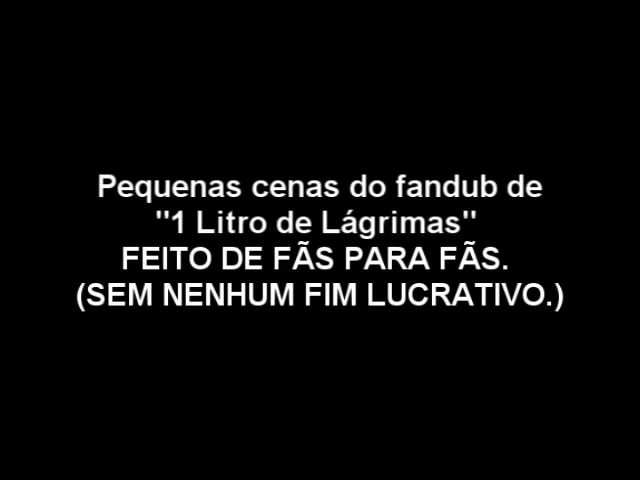 Pequenas cenas do fandub de
"1 Litro de Lágrimas"
FEITO DE FÃS PARA FÃS.
(SEM NENHUM FIM LUCRATIVO.)